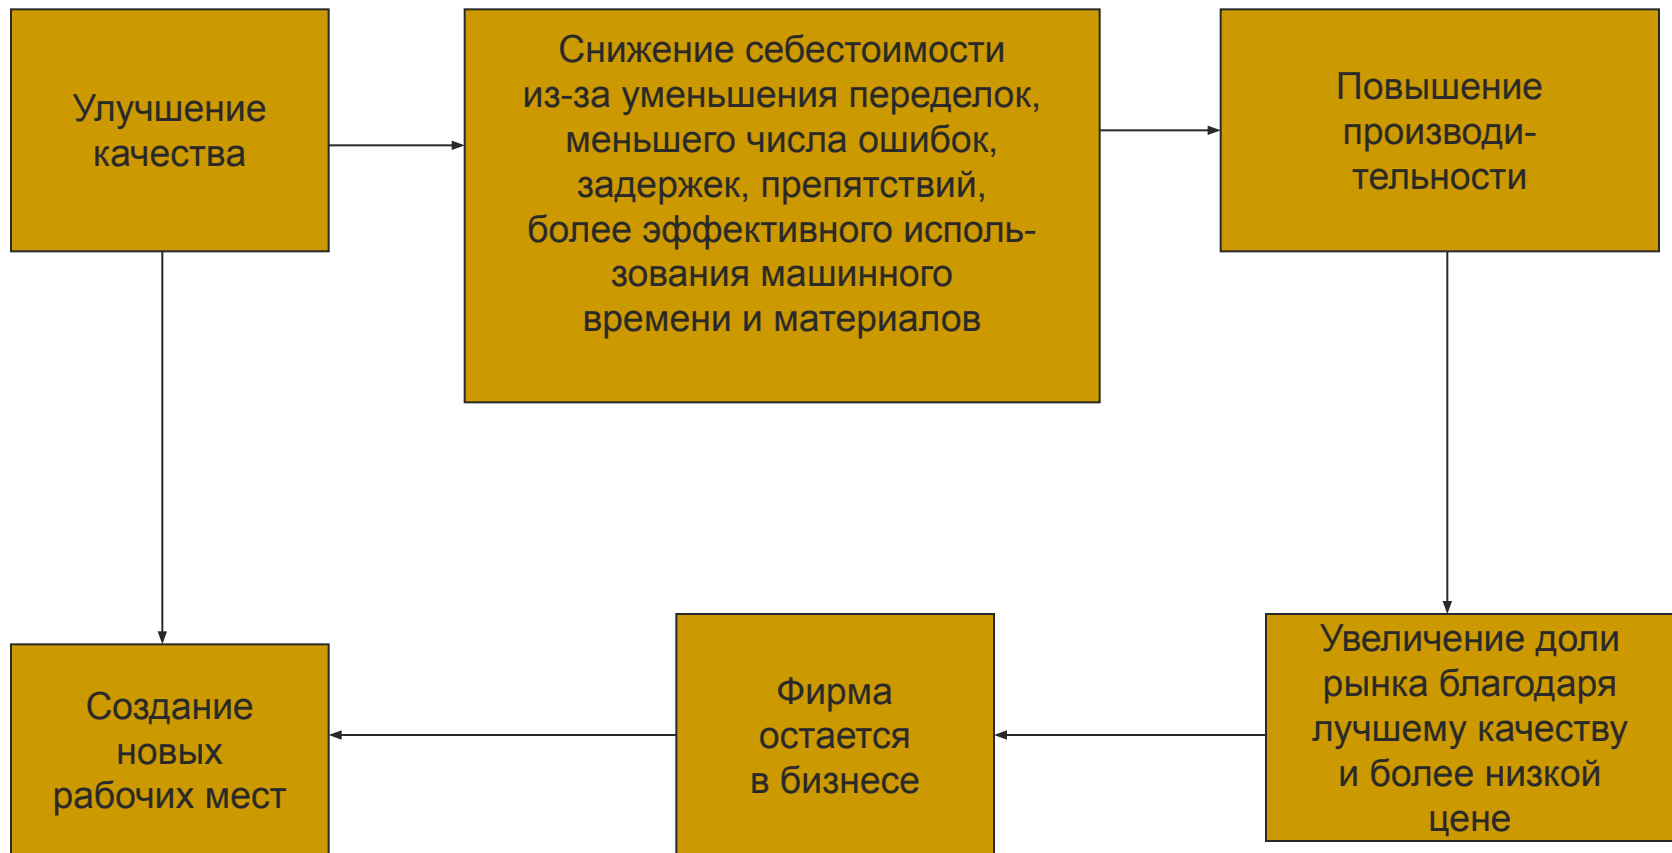 Улучшение
качества
Снижение себестоимости
из-за уменьшения переделок,
меньшего числа ошибок,
задержек, препятствий,
более эффективного исполь-
зования машинного
времени и материалов
Повышение
производи-
тельности
Создание
новых
рабочих мест
Фирма
остается
в бизнесе
Увеличение доли
рынка благодаря
лучшему качеству
и более низкой
цене